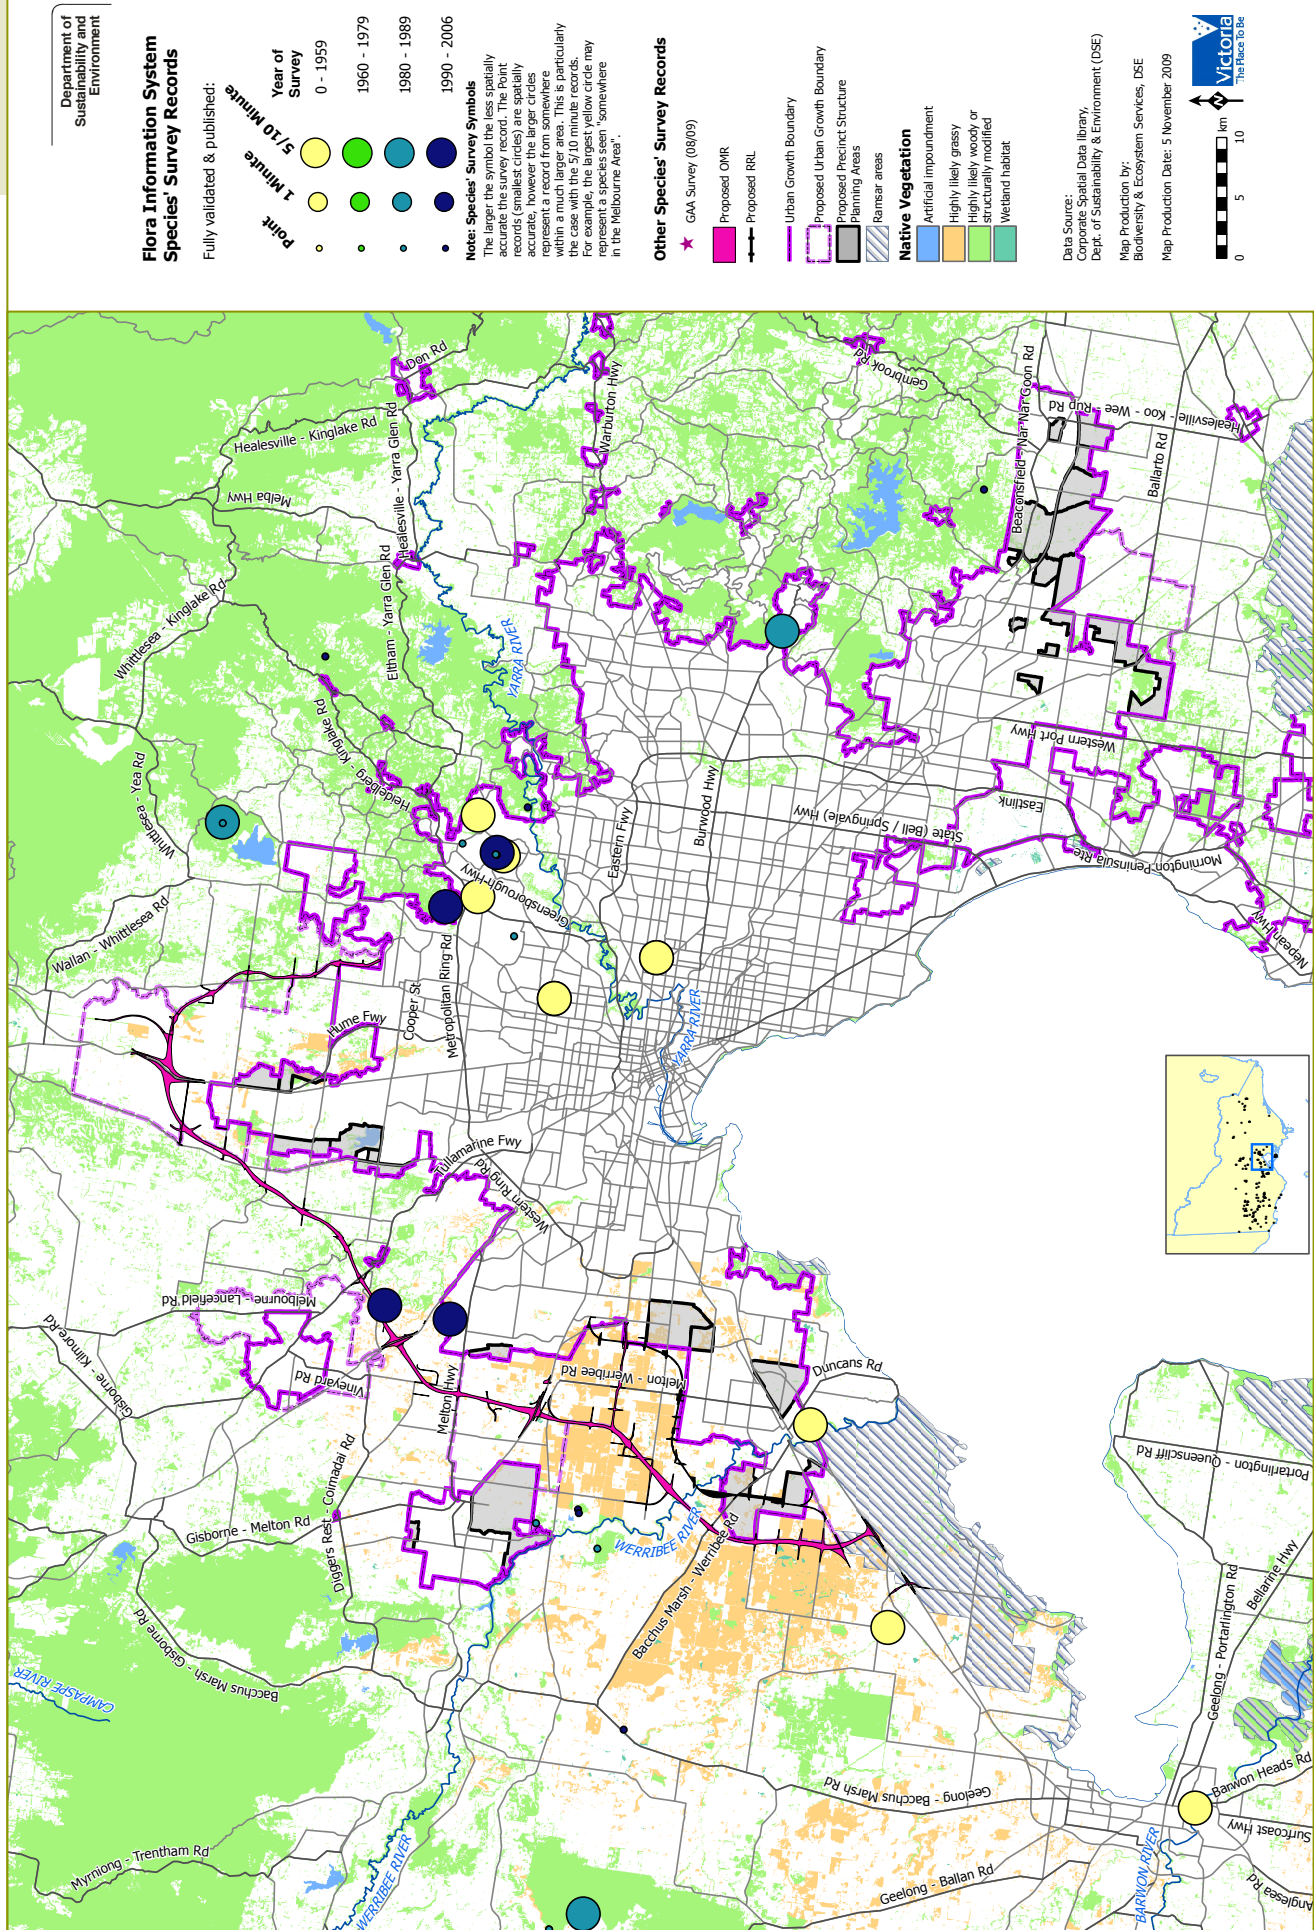 Department of
Sustainability and
Environment
Flora Information System
Species' Survey Records
Fully validated & published:
Point
1 Minute
5/10 Minute
Year of
Survey
0 - 1959
1960 - 1979
1980 - 1989
1990 - 2006
Note: Species' Survey Symbols
The larger the symbol the less spatially
accurate the survey record. The Point
records (smallest circles) are spatially
accurate, however the larger circles
represent a record from somewhere
within a much larger area. This is particularly
the case with the 5/10 minute records.
For example, the largest yellow circle may
represent a species seen "somewhere
in the Melbourne Area".
Other Species' Survey Records
GAA Survey (08/09)
Proposed OMR
Proposed RRL
Urban Growth Boundary
Proposed Urban Growth Boundary
Proposed Precinct Structure
Planning Areas
Ramsar areas
Native Vegetation
Artificial impoundment
Highly likely grassy
Highly likely woody or
structurally modified
Wetland habitat
Data Source:
Corporate Spatial Data library,
Dept. of Sustainability & Environment (DSE)
Map Production by:
Biodiversity & Ecosystem Services, DSE
Map Production Date: 5 November 2009
0
5
10
km
N
Victoria
The Place To Be
Don Rd
Healesville - Kinglake Rd
Healesville - Yarra Glen Rd
Melba Hwy
Warburton Hwy
Gembrook Rd
Beaconsfield - Nar Nar Goon Rd
Healesville - Koo - Wee - Rup Rd
Ballarto Rd
Whittlesea - Kinglake Rd
Eltham - Yarra Glen Rd
YARRA RIVER
Heidelberg - Kinglake Rd
Whittlesea - Yea Rd
Western Port Hwy
Eastlink
Burwood Hwy
State (Bell / Springvale) Hwy
Eastern Fwy
Greensborough Hwy
Mornington Peninsula Rte
Nepean Hwy
Wallan - Whittlesea Rd
Cooper St
Metropolitan Ring Rd
Hume Fwy
YARRA RIVER
Tullamarine Fwy
Western Ring Rd
Melbourne - Lancefield Rd
Gisborne - Kilmore Rd
Vineyard Rd
Melton Hwy
Melton - Werribee Rd
Duncans Rd
Diggers Rest - Coimadai Rd
Gisborne - Melton Rd
WERRIBEE RIVER
Bacchus Marsh - Werribee Rd
Portarlington - Queenscliff Rd
Geelong - Portarlington Rd
Bellarine Hwy
Bacchus Marsh - Gisborne Rd
CAMPASPE RIVER
Geelong - Bacchus Marsh Rd
Barwon Heads Rd
Surfcoast Hwy
Myrniong - Trentham Rd
WERRIBEE RIVER
Geelong - Ballan Rd
BARWON RIVER
Anglesea Rd